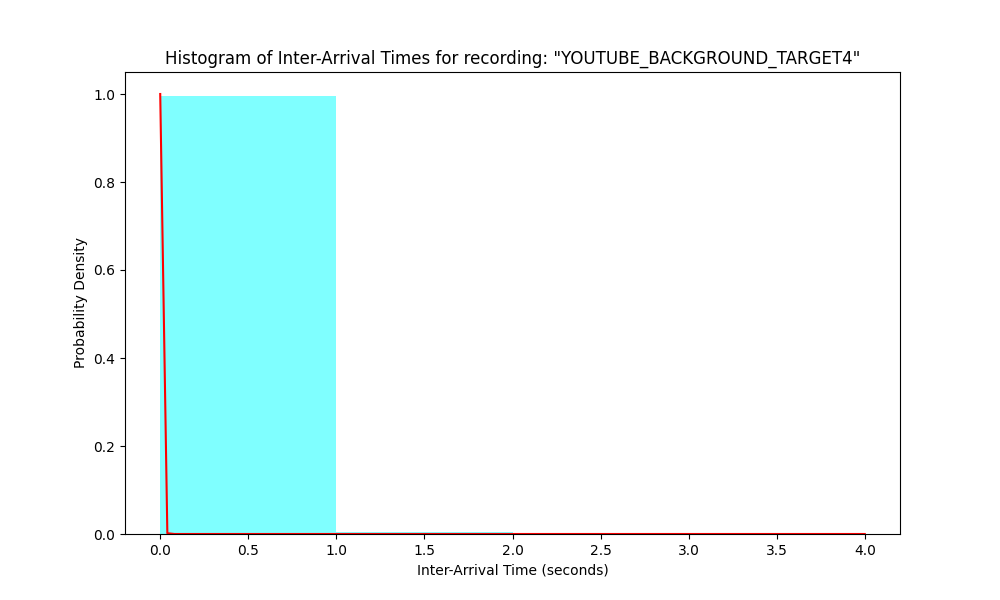 Histogram of Inter-Arrival Times for recording: "YOUTUBE_BACKGROUND_TARGET4"
1.0
0.8
0.6
0.4
0.2
0.0
Probability Density
0.0 0.5 1.0 1.5 2.0 2.5 3.0 3.5 4.0
Inter-Arrival Time (seconds)